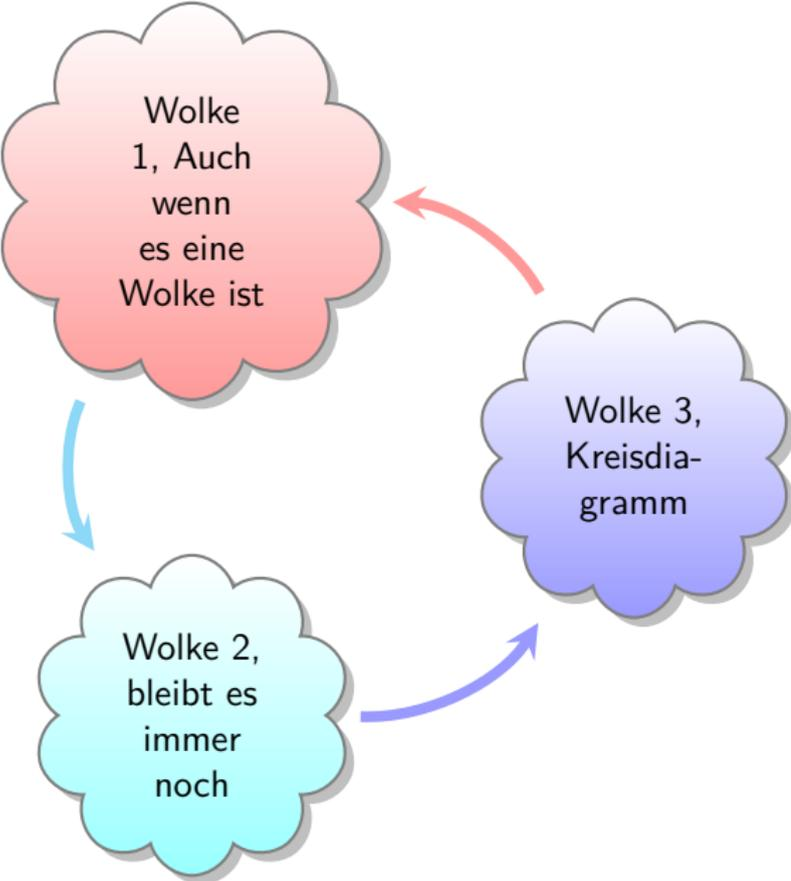 Wolke
1, Auch
wenn
es eine
Wolke ist
Wolke 2,
bleibt es
immer
noch
Wolke 3,
Kreisdia-
gramm